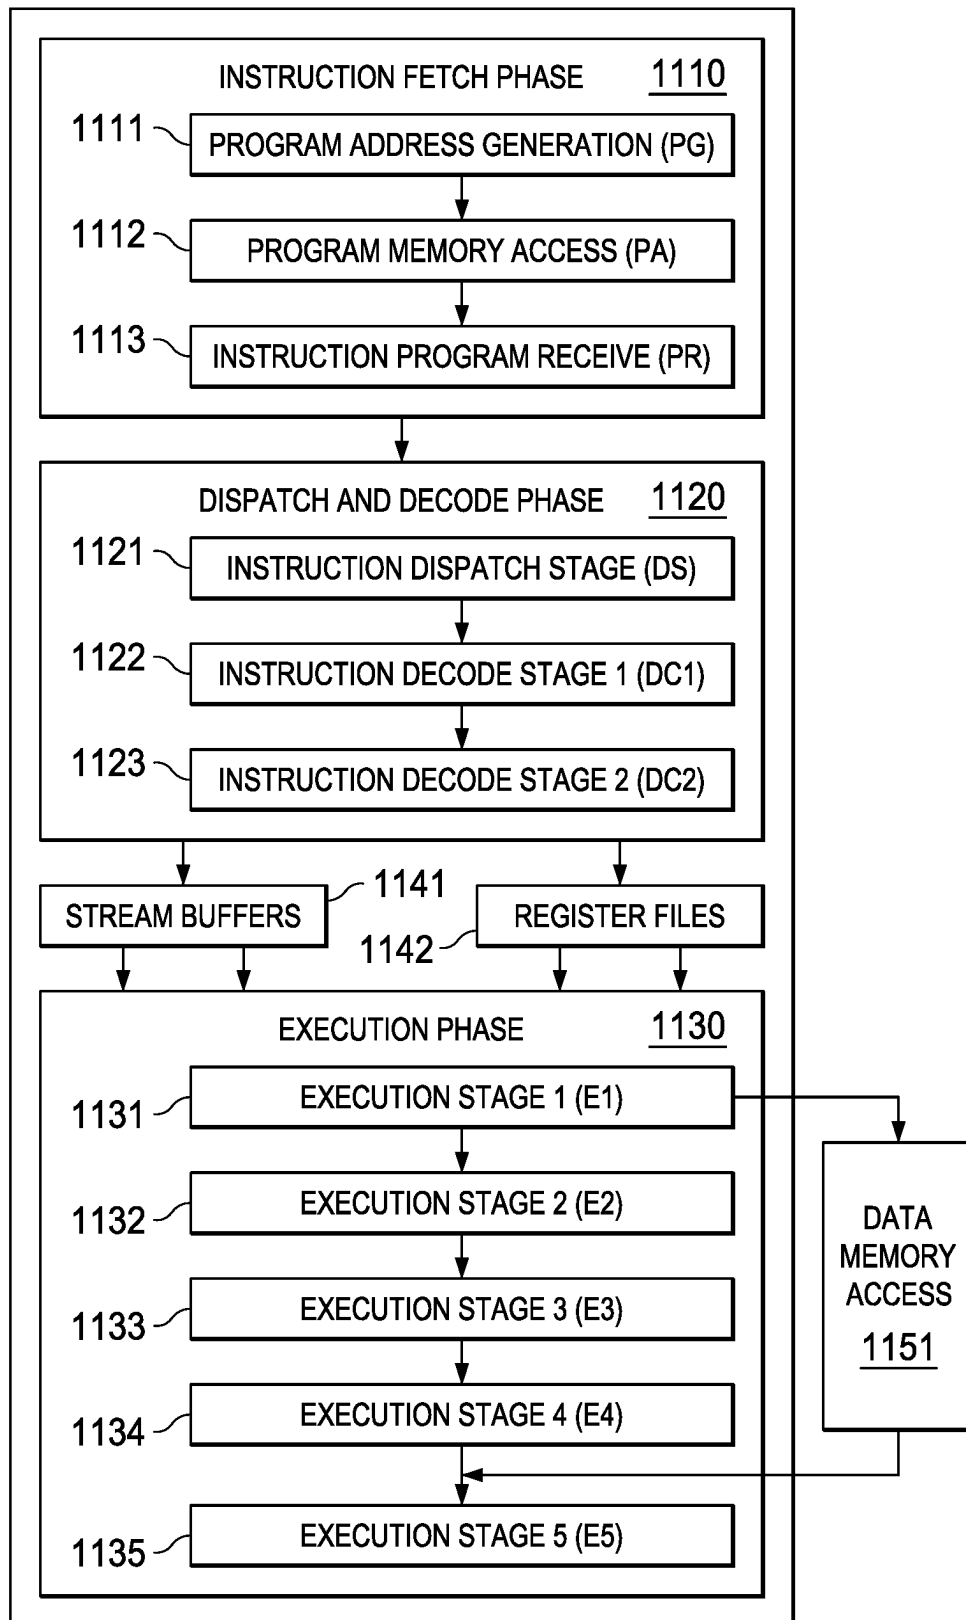 INSTRUCTION FETCH PHASE 1110
1111 PROGRAM ADDRESS GENERATION (PG)
1112 PROGRAM MEMORY ACCESS (PA)
1113 INSTRUCTION PROGRAM RECEIVE (PR)
DISPATCH AND DECODE PHASE 1120
1121 INSTRUCTION DISPATCH STAGE (DS)
1122 INSTRUCTION DECODE STAGE 1 (DC1)
1123 INSTRUCTION DECODE STAGE 2 (DC2)
STREAM BUFFERS 1141
1142 REGISTER FILES
EXECUTION PHASE 1130
1131 EXECUTION STAGE 1 (E1)
1132 EXECUTION STAGE 2 (E2)
1133 EXECUTION STAGE 3 (E3)
1134 EXECUTION STAGE 4 (E4)
1135 EXECUTION STAGE 5 (E5)
DATA
MEMORY
ACCESS
1151